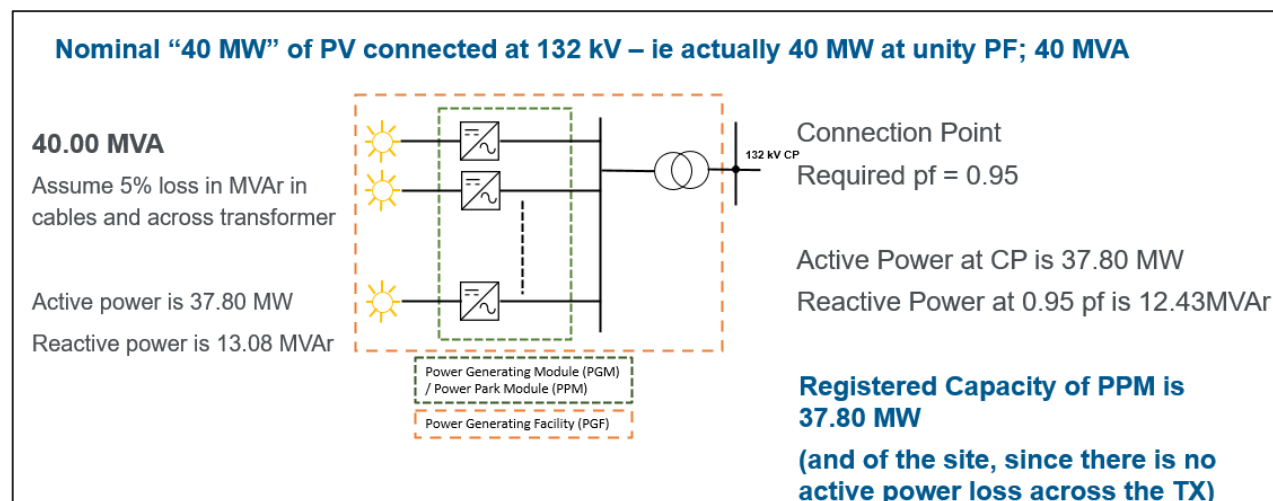 Nominal “40 MW” of PV connected at 132 kV – ie actually 40 MW at unity PF; 40 MVA
40.00 MVA
Assume 5% loss in MVAr in
cables and across transformer
Active power is 37.80 MW
Reactive power is 13.08 MVAr
132 kV CP
Power Generating Module (PGM)
/ Power Park Module (PPM)
Power Generating Facility (PGF)
Connection Point
Required pf = 0.95
Active Power at CP is 37.80 MW
Reactive Power at 0.95 pf is 12.43MVAr
Registered Capacity of PPM is
37.80 MW
(and of the site, since there is no
active power loss across the TX)